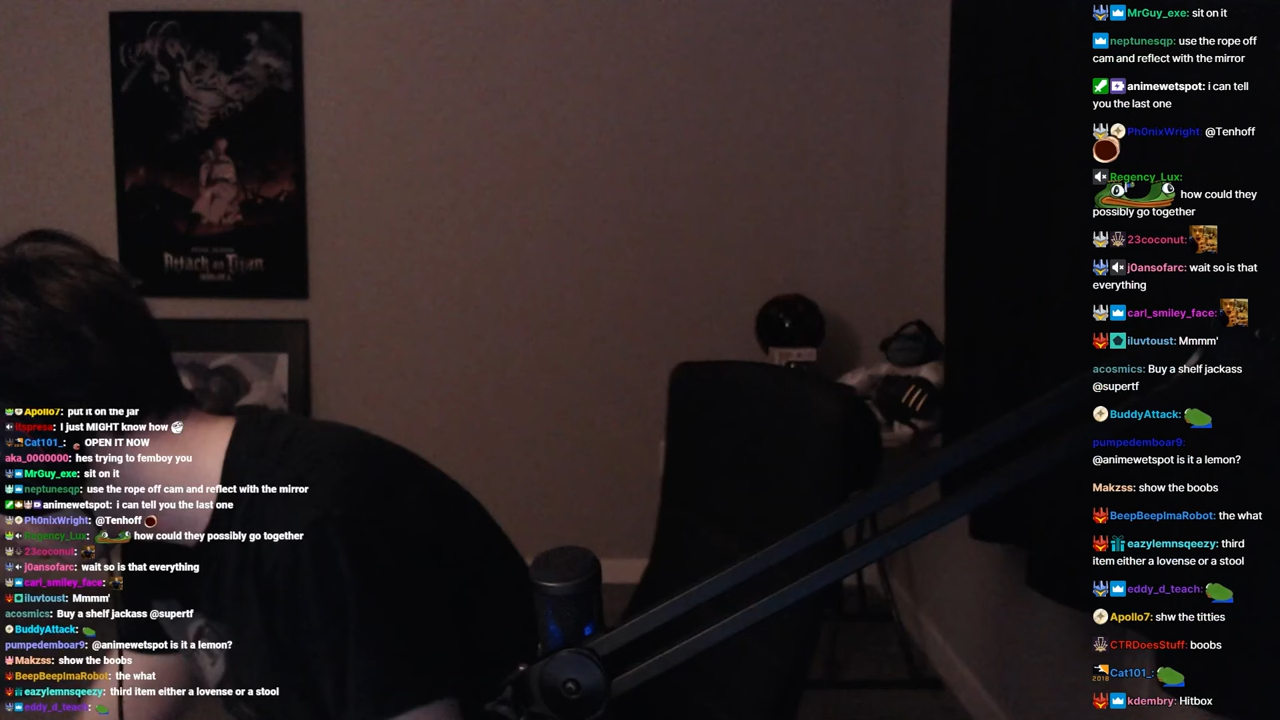 Attack on Titan
Apollo7: put it on the jar
itspresa: I just MIGHT know how
Cat101_: OPEN IT NOW
aka_0000000: hes trying to femboy you
MrGuy_exe: sit on it
neptunesqp: use the rope off cam and reflect with the mirror
animewetspot: i can tell you the last one
Ph0nixWright: @Tenhoff
Regency_Lux: how could they possibly go together
23coconut:
j0ansofarc: wait so is that everything
carl_smiley_face:
iluvtoust: Mmmm'
acosmics: Buy a shelf jackass @supertf
BuddyAttack:
pumpedemboar9: @animewetspot is it a lemon?
Makzss: show the boobs
BeepBeepImaRobot: the what
eazylemnsqeezy: third item either a lovense or a stool
eddy_d_teach:
MrGuy_exe: sit on it
neptunesqp: use the rope off
cam and reflect with the mirror
animewetspot: i can tell
you the last one
Ph0nixWright: @Tenhoff
Regency_Lux:
how could they
possibly go together
23coconut:
j0ansofarc: wait so is that
everything
carl_smiley_face:
iluvtoust: Mmmm'
acosmics: Buy a shelf jackass
@supertf
BuddyAttack:
pumpedemboar9:
@animewetspot is it a lemon?
Makzss: show the boobs
BeepBeepImaRobot: the what
eazylemnsqeezy: third
item either a lovense or a stool
eddy_d_teach:
Apollo7: shw the titties
CTRDoesStuff: boobs
2018
Cat101_:
kdembry: Hitbox